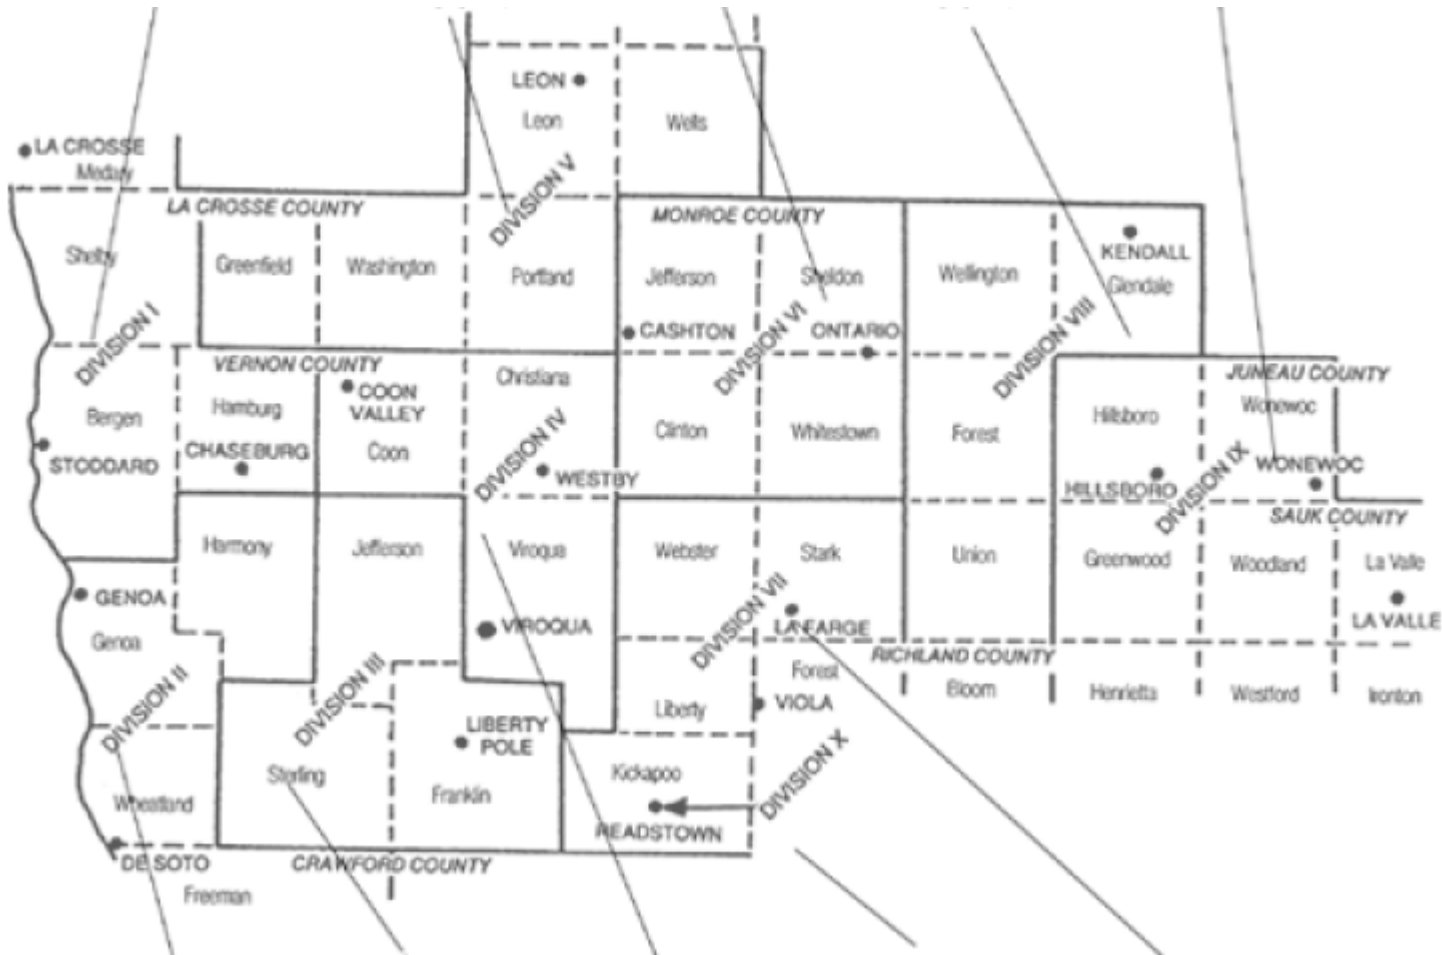 LEON
Leon
Wells
LA CROSSE
Medary
DIVISION V
LA CROSSE COUNTY
MONROE COUNTY
Shelby
Greenfield
Washington
Portland
Jefferson
Sheldon
Wellington
KENDALL
Glendale
DIVISION I
CASHTON
DIVISION VI
ONTARIO
DIVISION VIII
VERNON COUNTY
Christiana
JUNEAU COUNTY
COON
VALLEY
Bergen
Hamburg
Hillsboro
Wonewoc
Clinton
Whitestown
Forest
STODDARD
CHASEBURG
Coon
DIVISION IV
WESTBY
HILLSBORO
DIVISION IX
WONEWOC
SAUK COUNTY
Harmony
Jefferson
Viroqua
Webster
Stark
Union
Greenwood
Woodland
La Valle
GENOA
Genoa
VIROQUA
DIVISION VII
LA FARGE
LA VALLE
RICHLAND COUNTY
DIVISION II
DIVISION III
Forest
Bloom
Henrietta
Westford
Ironton
Liberty
VIOLA
LIBERTY
POLE
Wheatland
Sterling
Franklin
Kickapoo
DIVISION X
READSTOWN
DE SOTO
CRAWFORD COUNTY
Freeman